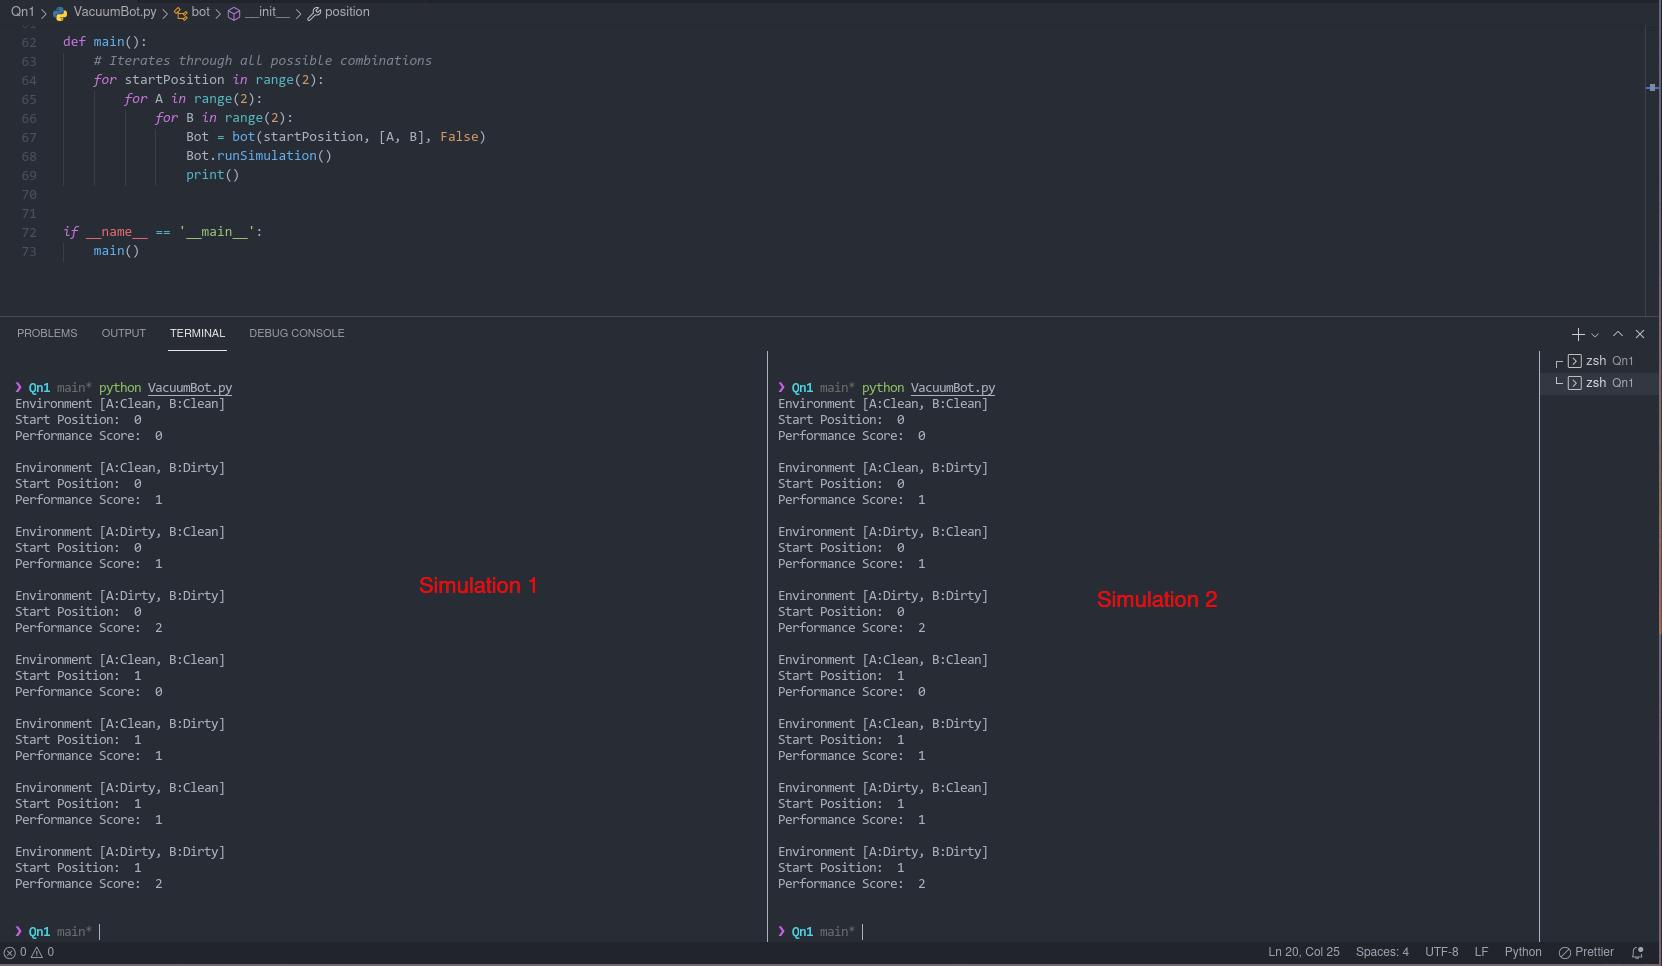 Qn1 > VacuumBot.py > bot > __init__ > position
61
62 def main():
63 # Iterates through all possible combinations
64 for startPosition in range(2):
65 for A in range(2):
66 for B in range(2):
67 Bot = bot(startPosition, [A, B], False)
68 Bot.runSimulation()
69 print()
70
71
72 if __name__ == '__main__':
73 main()
PROBLEMS OUTPUT TERMINAL DEBUG CONSOLE
❯ Qn1 main* python VacuumBot.py
Environment [A:Clean, B:Clean]
Start Position: 0
Performance Score: 0
Environment [A:Clean, B:Dirty]
Start Position: 0
Performance Score: 1
Environment [A:Dirty, B:Clean]
Start Position: 0
Performance Score: 1
Environment [A:Dirty, B:Dirty]
Start Position: 0
Performance Score: 2
Environment [A:Clean, B:Clean]
Start Position: 1
Performance Score: 0
Environment [A:Clean, B:Dirty]
Start Position: 1
Performance Score: 1
Environment [A:Dirty, B:Clean]
Start Position: 1
Performance Score: 1
Environment [A:Dirty, B:Dirty]
Start Position: 1
Performance Score: 2
❯ Qn1 main*
Simulation 1
❯ Qn1 main* python VacuumBot.py
Environment [A:Clean, B:Clean]
Start Position: 0
Performance Score: 0
Environment [A:Clean, B:Dirty]
Start Position: 0
Performance Score: 1
Environment [A:Dirty, B:Clean]
Start Position: 0
Performance Score: 1
Environment [A:Dirty, B:Dirty]
Start Position: 0
Performance Score: 2
Environment [A:Clean, B:Clean]
Start Position: 1
Performance Score: 0
Environment [A:Clean, B:Dirty]
Start Position: 1
Performance Score: 1
Environment [A:Dirty, B:Clean]
Start Position: 1
Performance Score: 1
Environment [A:Dirty, B:Dirty]
Start Position: 1
Performance Score: 2
❯ Qn1 main*
Simulation 2
zsh Qn1
zsh Qn1
0 0 Ln 20, Col 25 Spaces: 4 UTF-8 LF Python Prettier